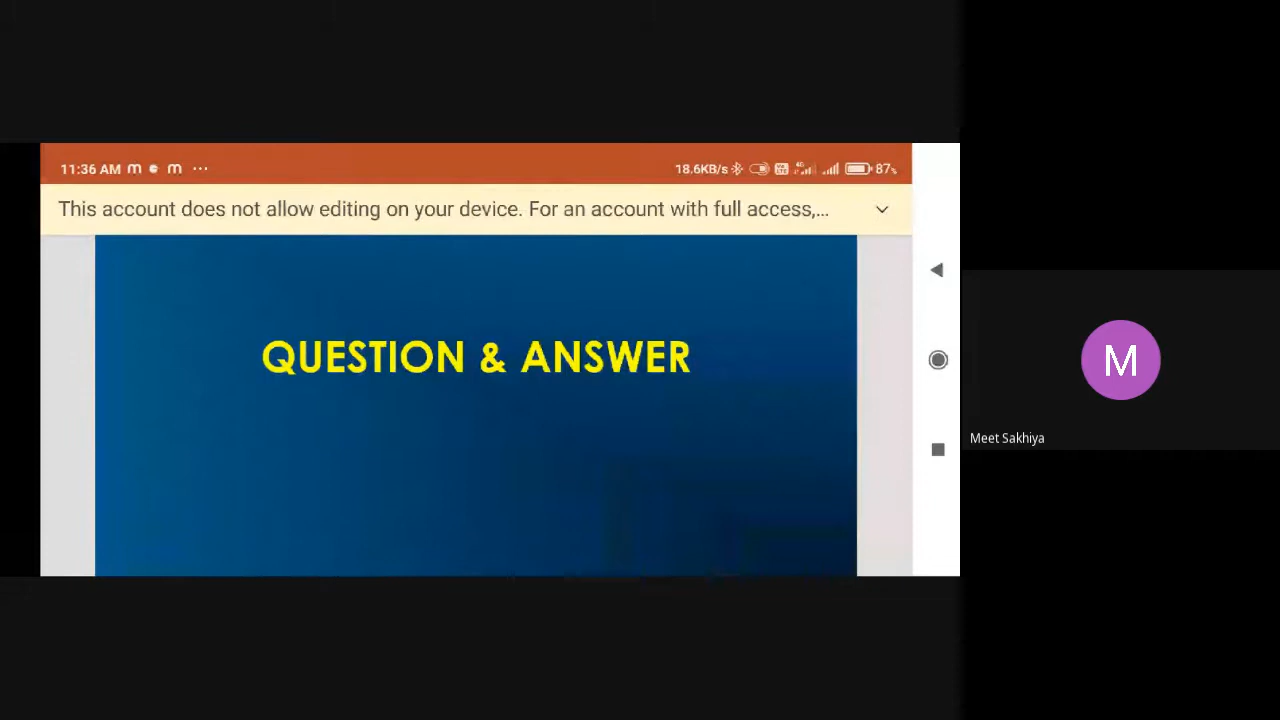 11:36 AM m e m ... 18.6KB/s 4G 87%
This account does not allow editing on your device. For an account with full access,...
QUESTION & ANSWER
M
Meet Sakhiya